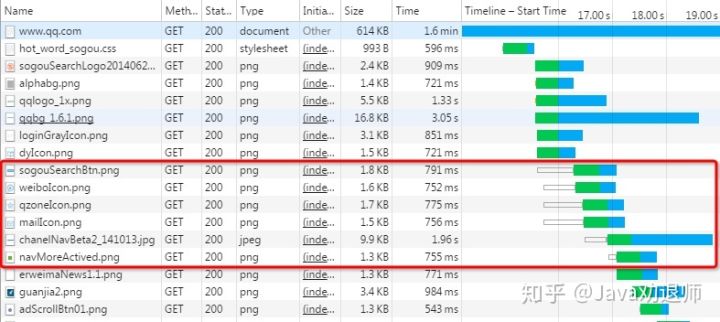 Name Meth... Stat... Type Initia... Size Time Timeline – Start Time 17.00 s 18.00 s 19.00 s
www.qq.com GET 200 document Other 614 KB 1.6 min
hot_word_sogou.css GET 200 stylesheet (inde... 993 B 596 ms
sogouSearchLogo2014062... GET 200 png (inde... 2.4 KB 909 ms
alphabg.png GET 200 png (inde... 1.4 KB 721 ms
qqlogo_1x.png GET 200 png (inde... 5.5 KB 1.33 s
qqbg_1.6.1.png GET 200 png (inde... 16.8 KB 3.05 s
loginGrayIcon.png GET 200 png (inde... 3.1 KB 851 ms
dyIcon.png GET 200 png (inde... 1.5 KB 721 ms
sogouSearchBtn.png GET 200 png (inde... 1.8 KB 791 ms
weiboIcon.png GET 200 png (inde... 1.6 KB 752 ms
qzoneIcon.png GET 200 png (inde... 1.7 KB 775 ms
mailIcon.png GET 200 png (inde... 1.5 KB 756 ms
chanelNavBeta2_141013.jpg GET 200 jpeg (inde... 9.9 KB 1.96 s
navMoreActived.png GET 200 png (inde... 1.3 KB 755 ms
erweimaNews1.1.png GET 200 png (inde... 1.3 KB 771 ms
guanjia2.png GET 200 png (inde... 3.4 KB 984 ms
adScrollBtn01.png GET 200 png (inde... 1.3 KB 543 ms
知乎 @Java劝退师